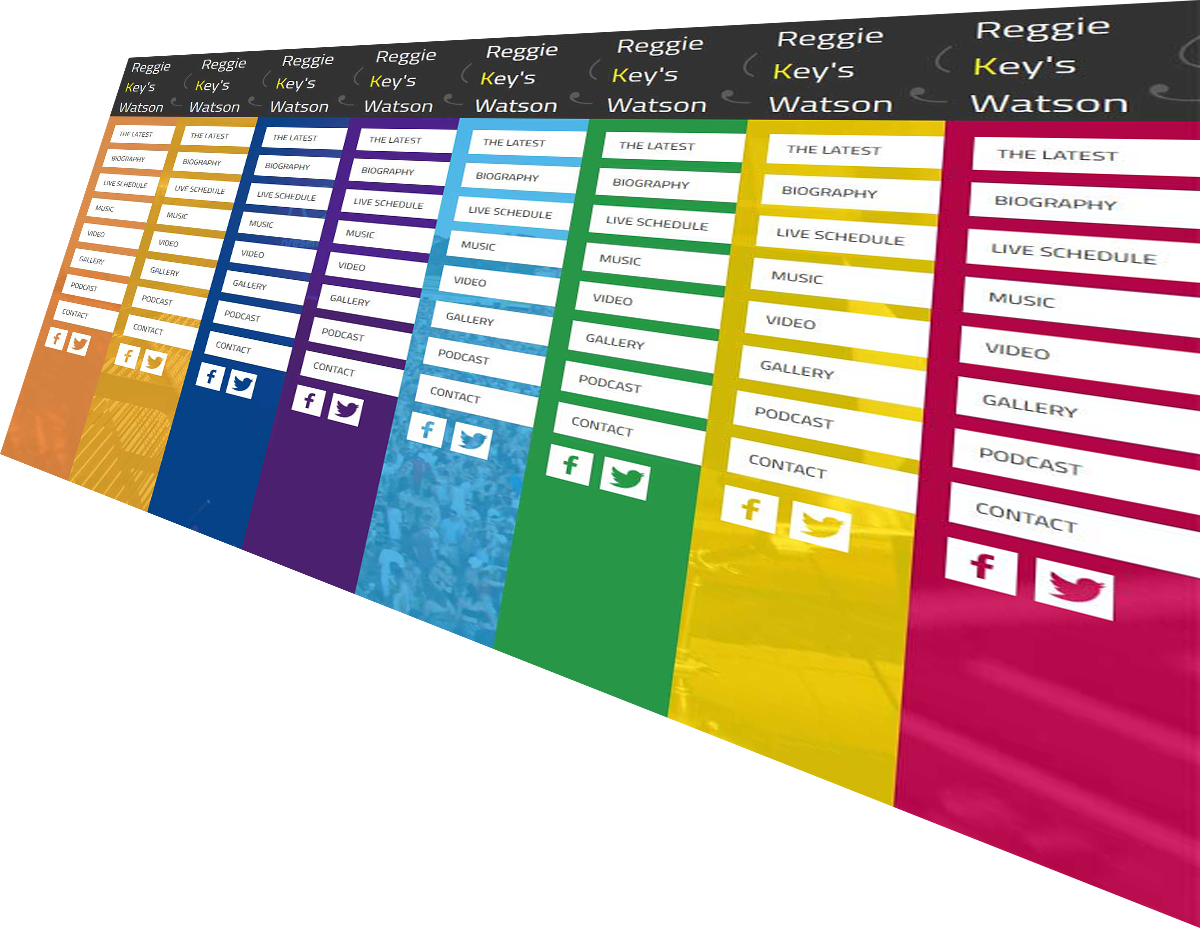 Reggie
Key's
Watson
THE LATEST
BIOGRAPHY
LIVE SCHEDULE
MUSIC
VIDEO
GALLERY
PODCAST
CONTACT
Reggie
Key's
Watson
THE LATEST
BIOGRAPHY
LIVE SCHEDULE
MUSIC
VIDEO
GALLERY
PODCAST
CONTACT
Reggie
Key's
Watson
THE LATEST
BIOGRAPHY
LIVE SCHEDULE
MUSIC
VIDEO
GALLERY
PODCAST
CONTACT
Reggie
Key's
Watson
THE LATEST
BIOGRAPHY
LIVE SCHEDULE
MUSIC
VIDEO
GALLERY
PODCAST
CONTACT
Reggie
Key's
Watson
THE LATEST
BIOGRAPHY
LIVE SCHEDULE
MUSIC
VIDEO
GALLERY
PODCAST
CONTACT
Reggie
Key's
Watson
THE LATEST
BIOGRAPHY
LIVE SCHEDULE
MUSIC
VIDEO
GALLERY
PODCAST
CONTACT
Reggie
Key's
Watson
THE LATEST
BIOGRAPHY
LIVE SCHEDULE
MUSIC
VIDEO
GALLERY
PODCAST
CONTACT
Reggie
Key's
Watson
THE LATEST
BIOGRAPHY
LIVE SCHEDULE
MUSIC
VIDEO
GALLERY
PODCAST
CONTACT